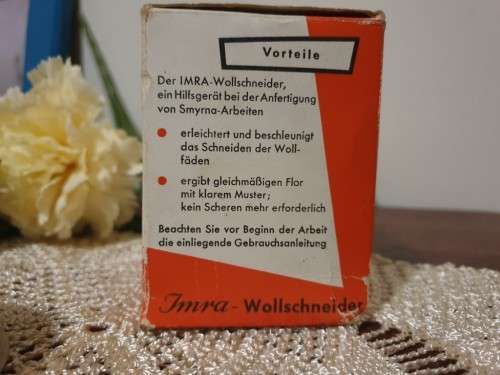 Vorteile
Der IMRA-Wollschneider,
ein Hilfsgerät bei der Anfertigung
von Smyrna-Arbeiten
• erleichtert und beschleunigt
das Schneiden der Woll-
fäden
• ergibt gleichmäßigen Flor
mit klarem Muster;
kein Scheren mehr erforderlich
Beachten Sie vor Beginn der Arbeit
die einliegende Gebrauchsanleitung
Imra - Wollschneider